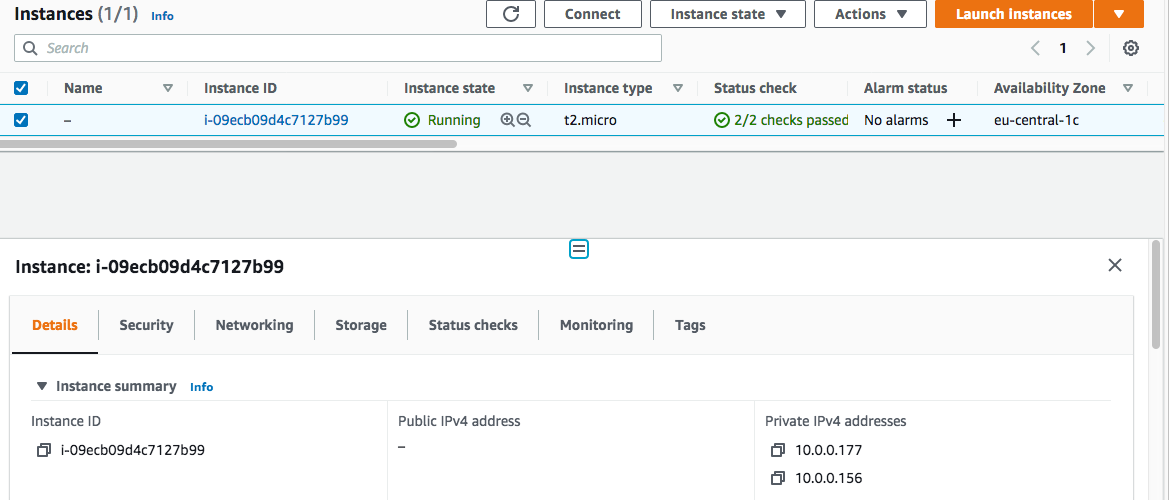 Instances (1/1) Info Connect Instance state Actions Launch instances
Search 1
Name Instance ID Instance state Instance type Status check Alarm status Availability Zone
– i-09ecb09d4c7127b99 Running t2.micro 2/2 checks passed No alarms + eu-central-1c
Instance: i-09ecb09d4c7127b99
Details Security Networking Storage Status checks Monitoring Tags
Instance summary Info
Instance ID Public IPv4 address Private IPv4 addresses
i-09ecb09d4c7127b99 – 10.0.0.177
10.0.0.156